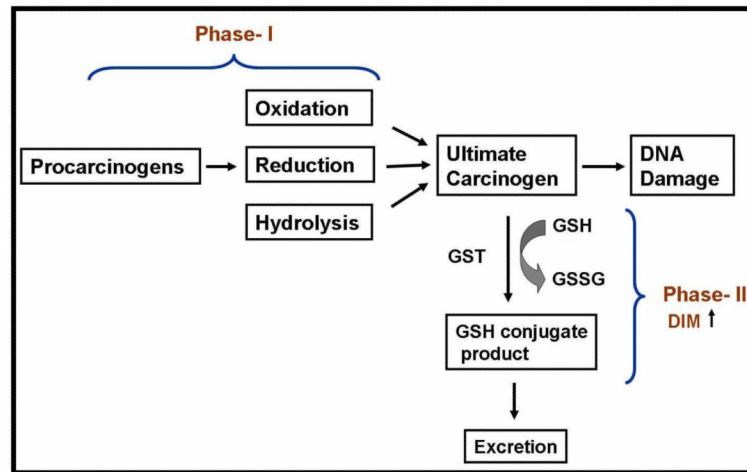 Phase- I
Oxidation
Procarcinogens
Reduction
Hydrolysis
Ultimate
Carcinogen
DNA
Damage
GST
GSH
GSSG
Phase- II
DIM ↑
GSH conjugate
product
Excretion